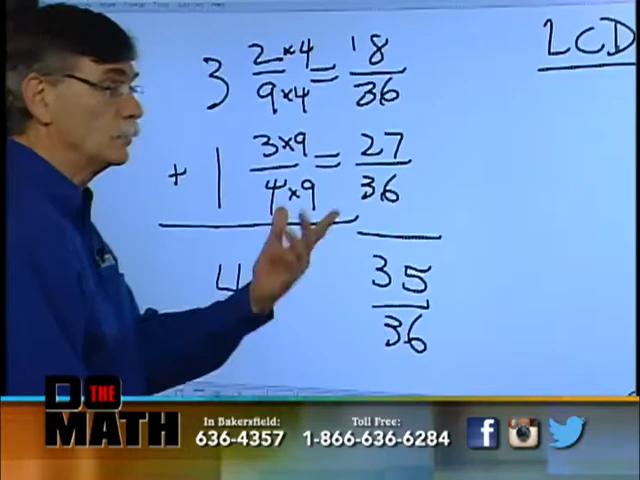 LCD
3 2×4/9×4 = 8/36
+ 1 3×9/4×9 = 27/36
4 35/36
DO THE MATH
In Bakersfield:
636-4357
Toll Free:
1-866-636-6284